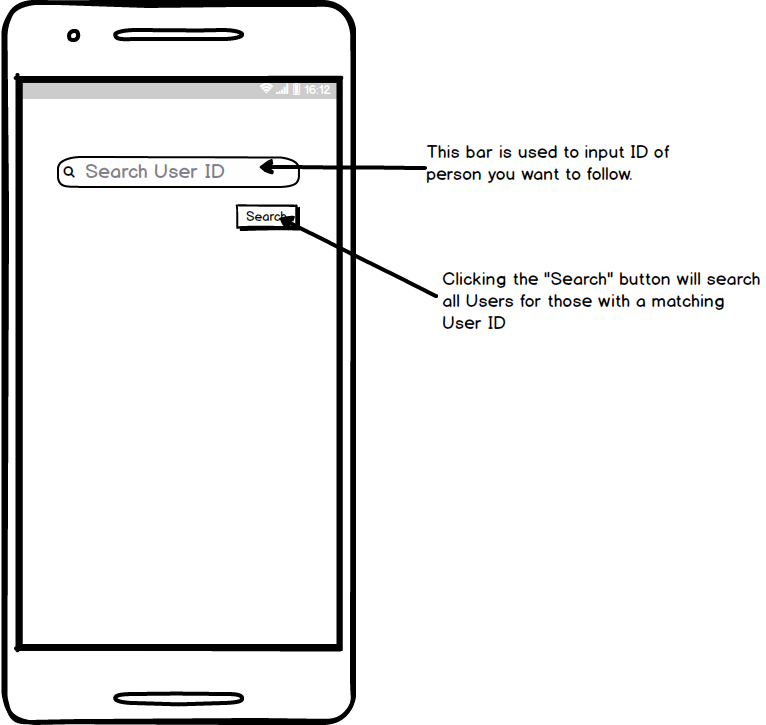 16:12
Search User ID
This bar is used to input ID of
person you want to follow.
Search
Clicking the "Search" button will search
all Users for those with a matching
User ID